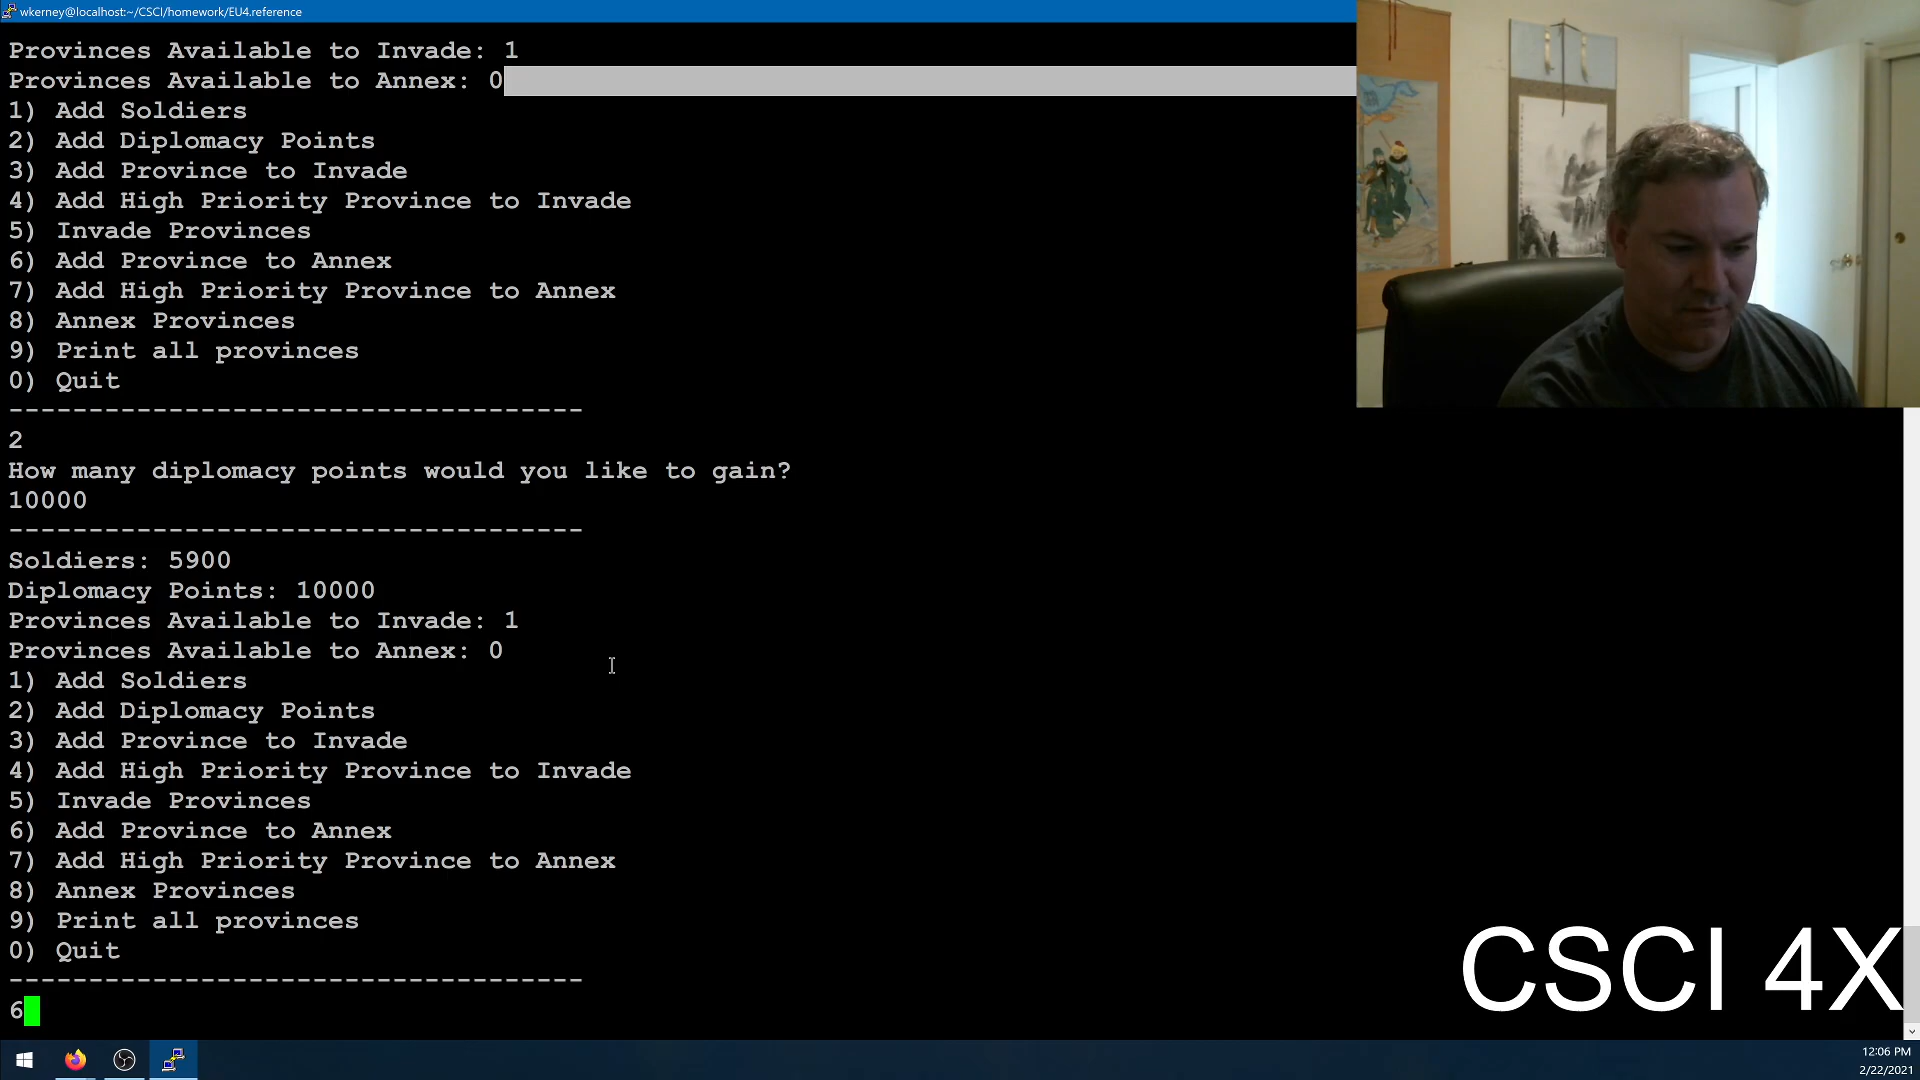 wkerney@localhost:~/CSCI/homework/EU4.reference
Provinces Available to Invade: 1
Provinces Available to Annex: 0
1) Add Soldiers
2) Add Diplomacy Points
3) Add Province to Invade
4) Add High Priority Province to Invade
5) Invade Provinces
6) Add Province to Annex
7) Add High Priority Province to Annex
8) Annex Provinces
9) Print all provinces
0) Quit
------------------------------------
2
How many diplomacy points would you like to gain?
10000
------------------------------------
Soldiers: 5900
Diplomacy Points: 10000
Provinces Available to Invade: 1
Provinces Available to Annex: 0
1) Add Soldiers
2) Add Diplomacy Points
3) Add Province to Invade
4) Add High Priority Province to Invade
5) Invade Provinces
6) Add Province to Annex
7) Add High Priority Province to Annex
8) Annex Provinces
9) Print all provinces
0) Quit
------------------------------------
6
CSCI 4X
12:06 PM
2/22/2021